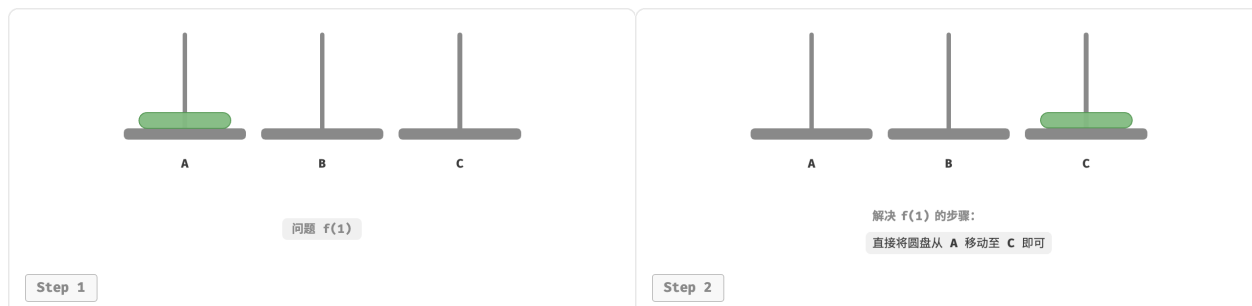 A B C
问题 f(1)
Step 1
A B C
解决 f(1) 的步骤：
直接将圆盘从 A 移动至 C 即可
Step 2